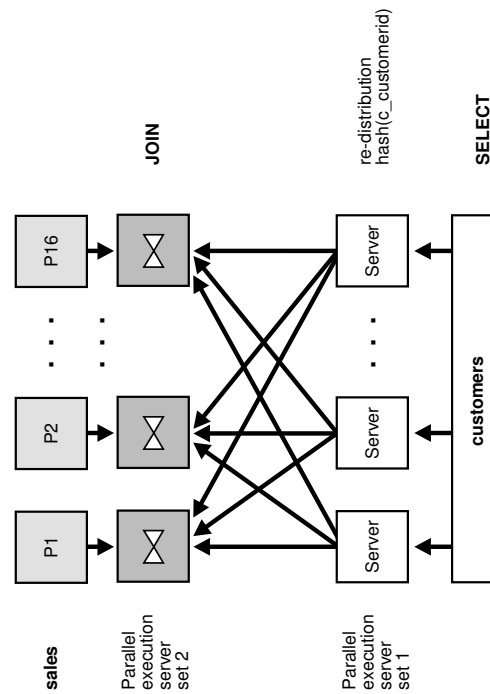 sales
P1
P2
. . .
P16
. . .
Parallel
execution
server
set 2
JOIN
Parallel
execution
server
set 1
Server
Server
. . .
Server
re-distribution
hash(c_customerid)
customers
SELECT